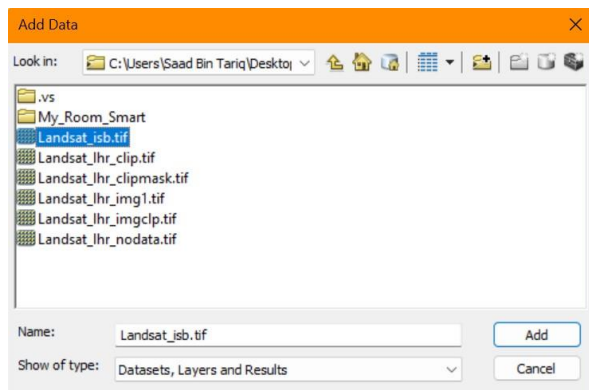 Add Data
Look in: C:\Users\Saad Bin Tariq\Desktop
.vs
My_Room_Smart
Landsat_isb.tif
Landsat_lhr_clip.tif
Landsat_lhr_clipmask.tif
Landsat_lhr_img1.tif
Landsat_lhr_imgclp.tif
Landsat_lhr_nodata.tif
Name: Landsat_isb.tif Add
Show of type: Datasets, Layers and Results Cancel